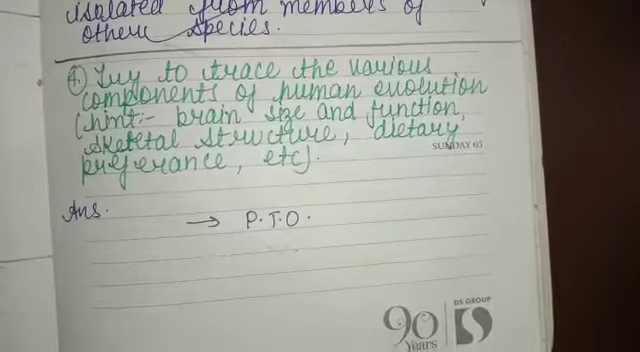 isolated from members of
othere species.
4. Try to trace the various
components of human evolution
(hint:- brain size and function,
skeletal structure, dietary
preferance, etc).
SUNDAY 05
Ans.
→ P.T.O.
90
Years
DS GROUP